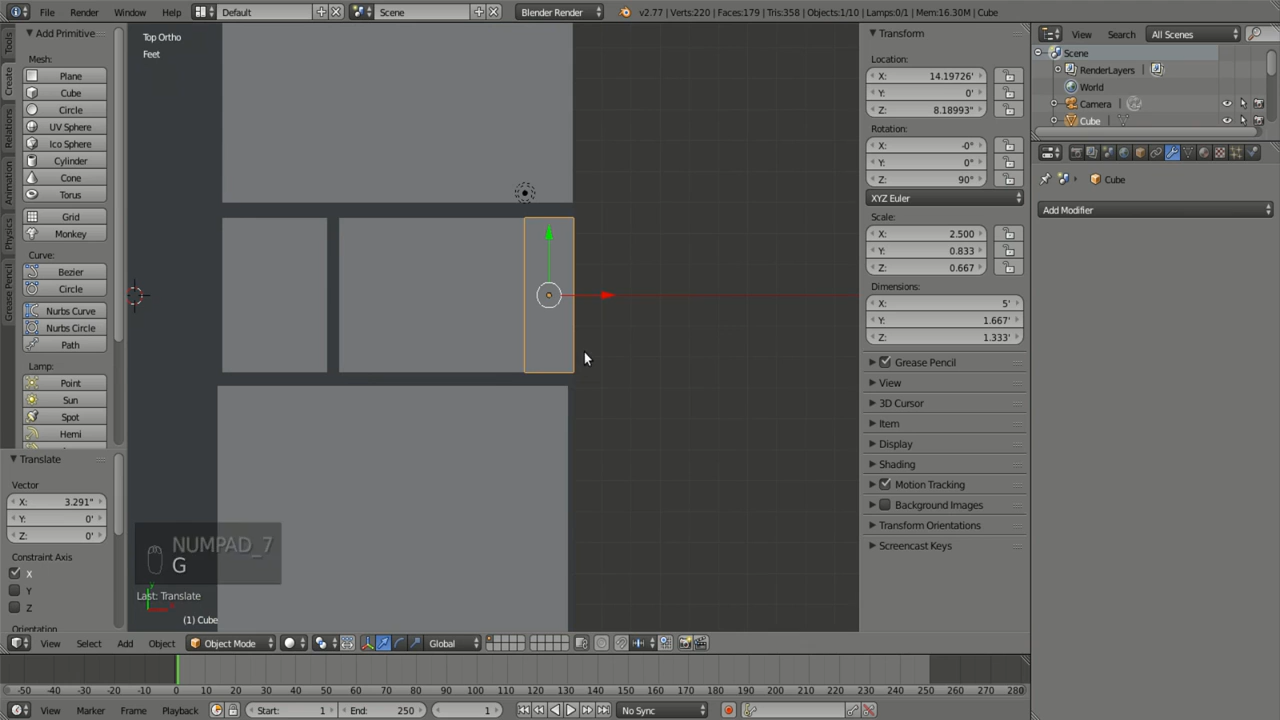 File Render Window Help Default Scene Blender Render v2.77 | Verts:220 | Faces:179 | Tris:358 | Objects:1/10 | Lamps:0/1 | Mem:16.30M | Cube
Tools
Create
Relations
Animation
Physics
Grease Pencil
Add Primitive
Mesh:
Plane
Cube
Circle
UV Sphere
Ico Sphere
Cylinder
Cone
Torus
Grid
Monkey
Curve:
Bezier
Circle
Nurbs Curve
Nurbs Circle
Path
Lamp:
Point
Sun
Spot
Hemi
Translate
Vector
X: 3.291"
Y: 0'
Z: 0'
Constraint Axis
X
Y
Z
Orientation
Top Ortho
Feet
NUMPAD_7
G
Last: Translate
(1) Cube
Transform
Location:
X: 14.19726'
Y: 0'
Z: 8.18993'
Rotation:
X: -0°
Y: 0°
Z: 90°
XYZ Euler
Scale:
X: 2.500
Y: 0.833
Z: 0.667
Dimensions:
X: 5'
Y: 1.667'
Z: 1.333'
Grease Pencil
View
3D Cursor
Item
Display
Shading
Motion Tracking
Background Images
Transform Orientations
Screencast Keys
View Search All Scenes
Scene
RenderLayers
World
Camera
Cube
Cube
Add Modifier
View Select Add Object Object Mode Global
-50 -40 -30 -20 -10 0 10 20 30 40 50 60 70 80 90 100 110 120 130 140 150 160 170 180 190 200 210 220 230 240 250 260 270 280
View Marker Frame Playback Start: 1 End: 250 1 No Sync